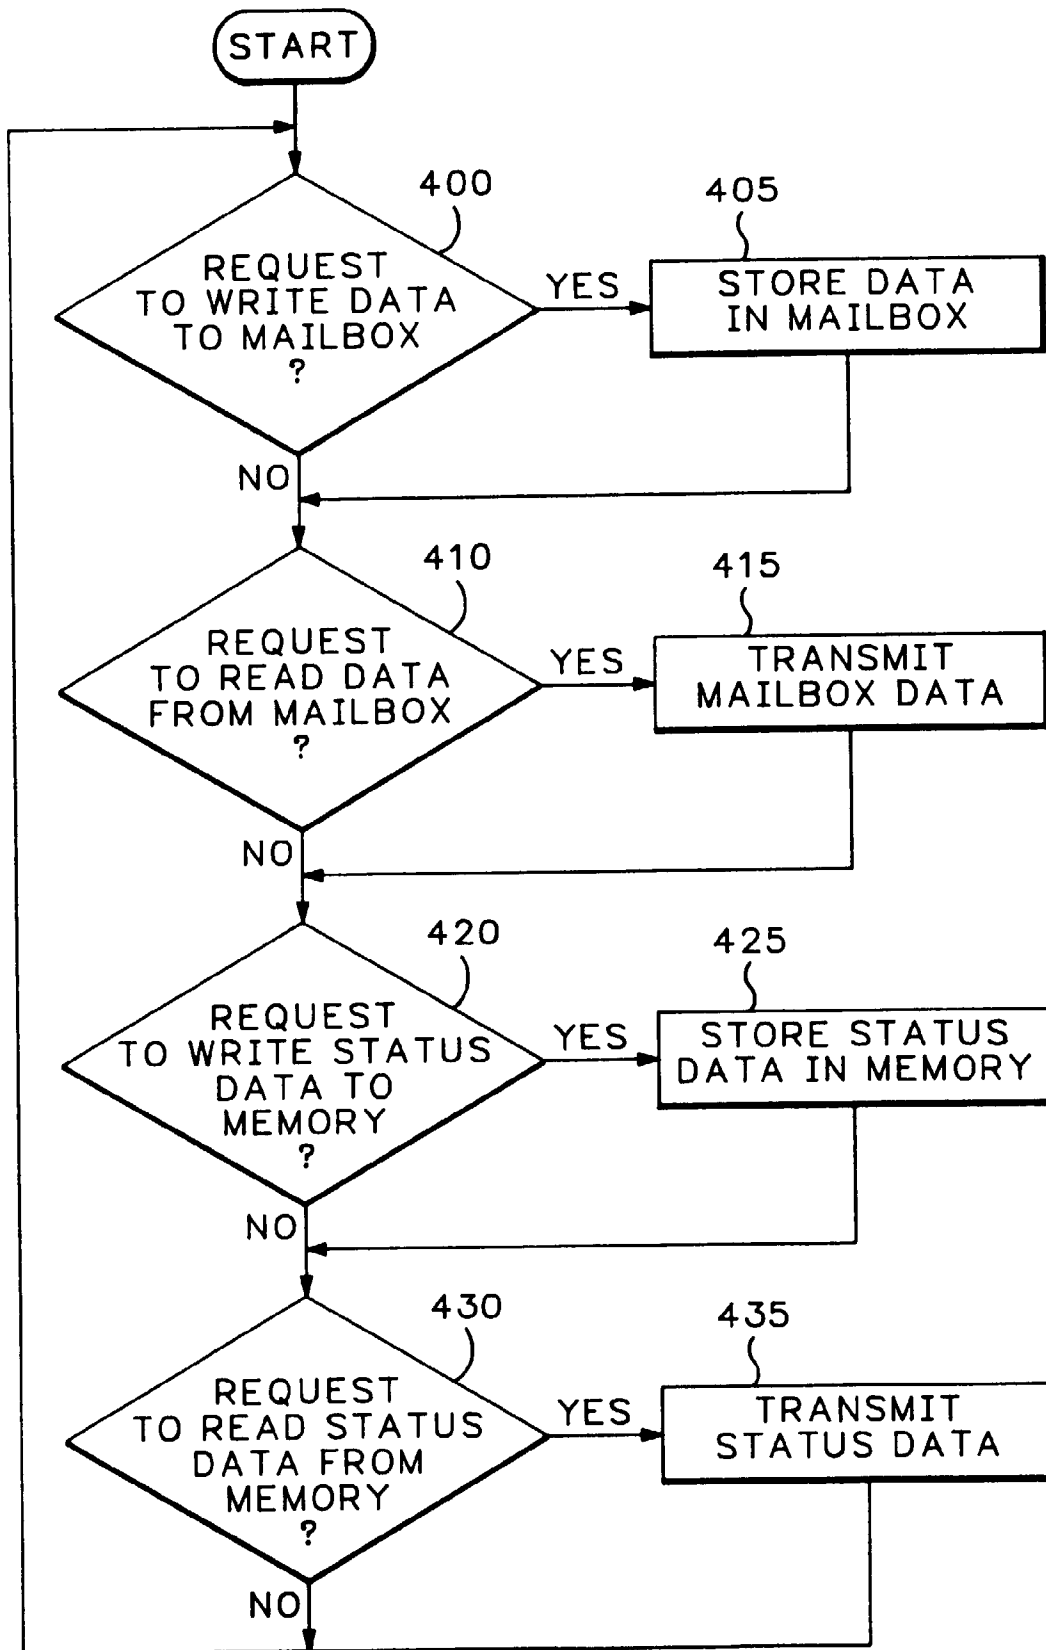 START
400
405
REQUEST
TO WRITE DATA
TO MAILBOX
?
YES
STORE DATA
IN MAILBOX
NO
410
415
REQUEST
TO READ DATA
FROM MAILBOX
?
YES
TRANSMIT
MAILBOX DATA
NO
420
425
REQUEST
TO WRITE STATUS
DATA TO
MEMORY
?
YES
STORE STATUS
DATA IN MEMORY
NO
430
435
REQUEST
TO READ STATUS
DATA FROM
MEMORY
?
YES
TRANSMIT
STATUS DATA
NO